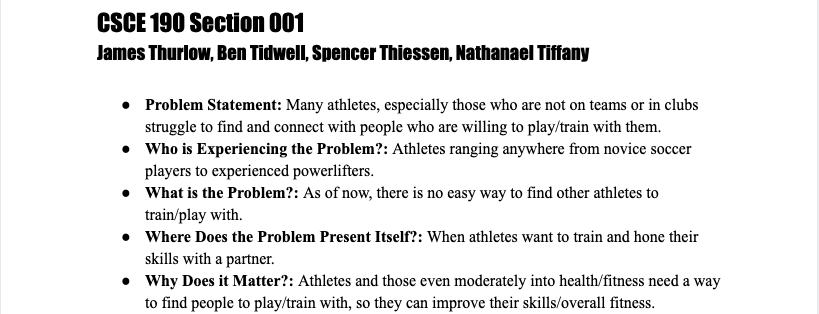 CSCE 190 Section 001
James Thurlow, Ben Tidwell, Spencer Thiessen, Nathanael Tiffany
● Problem Statement: Many athletes, especially those who are not on teams or in clubs
struggle to find and connect with people who are willing to play/train with them.
● Who is Experiencing the Problem?: Athletes ranging anywhere from novice soccer
players to experienced powerlifters.
● What is the Problem?: As of now, there is no easy way to find other athletes to
train/play with.
● Where Does the Problem Present Itself?: When athletes want to train and hone their
skills with a partner.
● Why Does it Matter?: Athletes and those even moderately into health/fitness need a way
to find people to play/train with, so they can improve their skills/overall fitness.